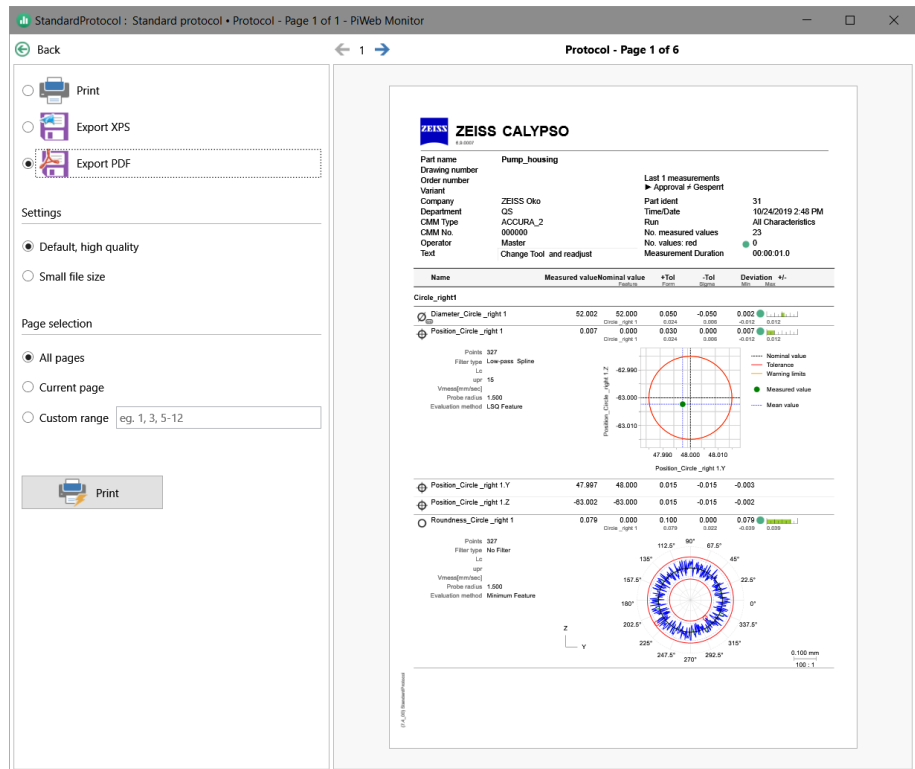 StandardProtocol : Standard protocol • Protocol - Page 1 of 1 - PiWeb Monitor
Back
1
Protocol - Page 1 of 6
Print
Export XPS
Export PDF
Settings
Default, high quality
Small file size
Page selection
All pages
Current page
Custom range eg. 1, 3, 5-12
Print
ZEISS ZEISS CALYPSO
Part name Pump_housing
Drawing number
Order number Last 1 measurements
Variant ► Approval ≠ Gesperrt
Company ZEISS Oko Part ident 31
Department QS Time/Date 10/24/2019 2:48 PM
CMM Type ACCURA_2 Run All Characteristics
CMM No. 000000 No. measured values 23
Operator Master No. values: red 0
Text Change Tool and readjust Measurement Duration 00:00:01.0
Name Measured value Nominal value +Tol -Tol Deviation +/-
Feature Form Sigma Min Max
Circle_right1
Diameter_Circle _right 1 52.002 52.000 0.050 -0.050 0.002
Circle _right 1 0.024 0.008 -0.012 0.012
Position_Circle _right 1 0.007 0.000 0.030 0.000 0.007
Circle _right 1 0.024 0.008 -0.012 0.012
Points 327
Filter type Low-pass Spline
Lc
upr 15
Vmess[mm/sec]
Probe radius 1.500
Evaluation method LSQ Feature
Position_Circle _right 1.Z
-62.990
-63.000
-63.010
47.990 48.000 48.010
Position_Circle _right 1.Y
Nominal value
Tolerance
Warning limits
Measured value
Mean value
Position_Circle _right 1.Y 47.997 48.000 0.015 -0.015 -0.003
Position_Circle _right 1.Z -63.002 -63.000 0.015 -0.015 -0.002
Roundness_Circle _right 1 0.079 0.000 0.100 0.000 0.079
Circle _right 1 0.079 0.022 -0.039 0.039
Points 327
Filter type No Filter
Lc
upr
Vmess[mm/sec]
Probe radius 1.500
Evaluation method Minimum Feature
90°
112.5° 67.5°
135° 45°
157.5° 22.5°
180° 0°
202.5° 337.5°
225° 315°
247.5° 292.5°
270°
Z
Y
0.100 mm
100 : 1